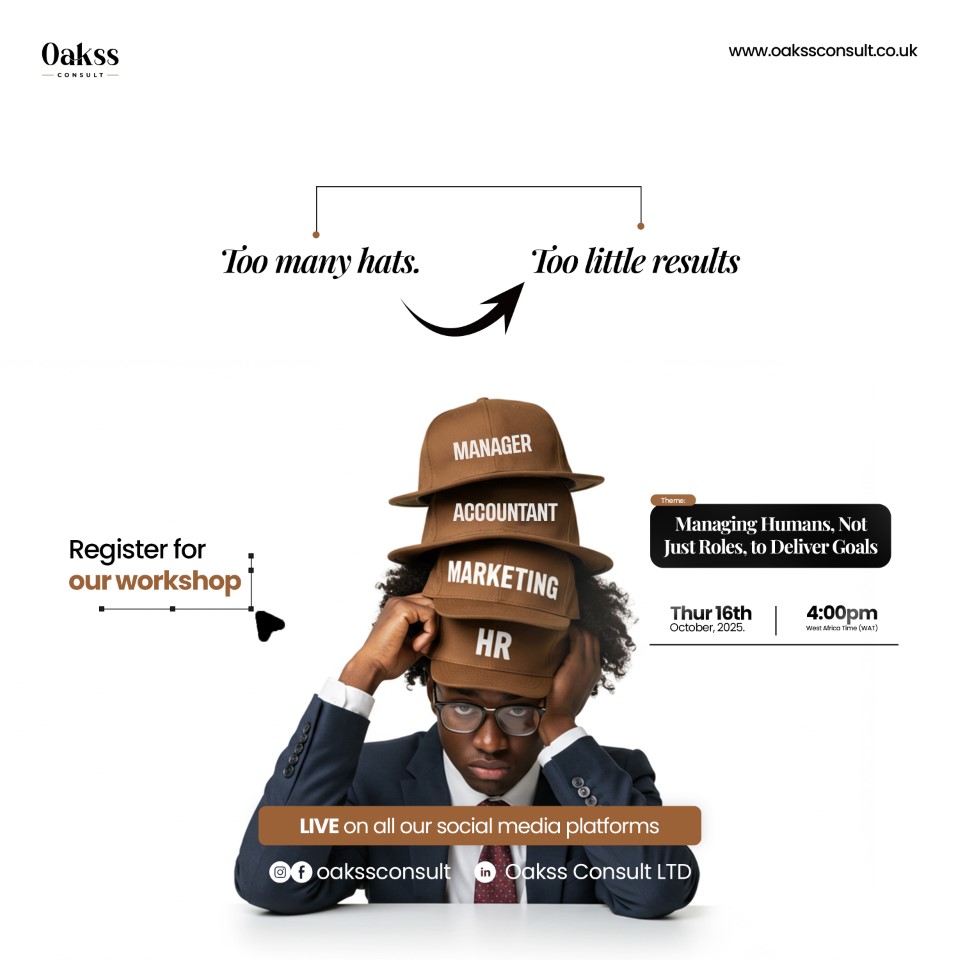 Oakss
CONSULT
www.oakssconsult.co.uk
Too many hats.
Too little results
MANAGER
ACCOUNTANT
MARKETING
HR
Register for
our workshop
Theme:
Managing Humans, Not
Just Roles, to Deliver Goals
Thur 16th
October, 2025.
4:00pm
West Africa Time (WAT)
LIVE on all our social media platforms
oakssconsult
in Oakss Consult LTD